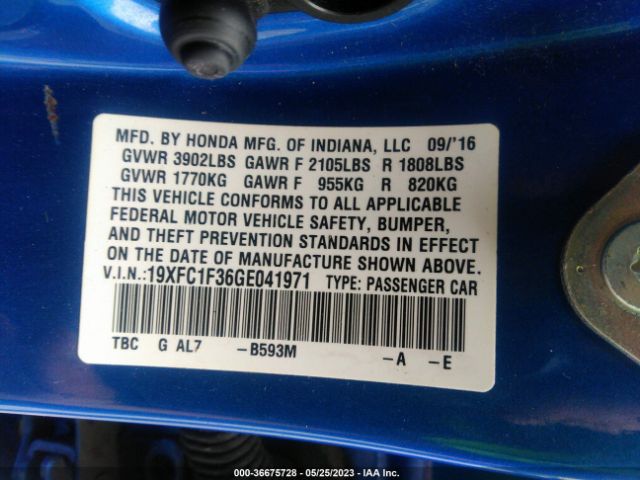 MFD. BY HONDA MFG. OF INDIANA, LLC 09/'16
GVWR 3902LBS GAWR F 2105LBS R 1808LBS
GVWR 1770KG GAWR F 955KG R 820KG
THIS VEHICLE CONFORMS TO ALL APPLICABLE
FEDERAL MOTOR VEHICLE SAFETY, BUMPER,
AND THEFT PREVENTION STANDARDS IN EFFECT
ON THE DATE OF MANUFACTURE SHOWN ABOVE.
V.I.N.:19XFC1F36GE041971 TYPE: PASSENGER CAR
TBC G AL7 -B593M -A -E
000-36675728 - 05/25/2023 - IAA Inc.